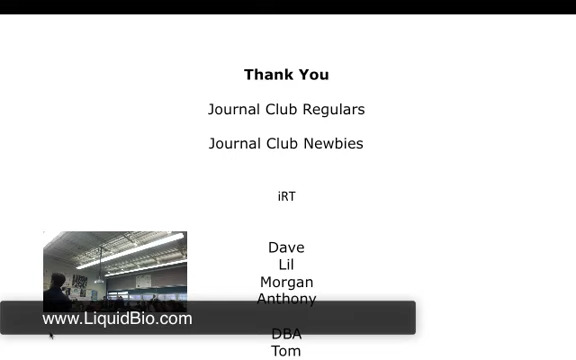 Thank You
Journal Club Regulars
Journal Club Newbies
iRT
Dave
Lil
Morgan
Anthony
www.LiquidBio.com
DBA
Tom